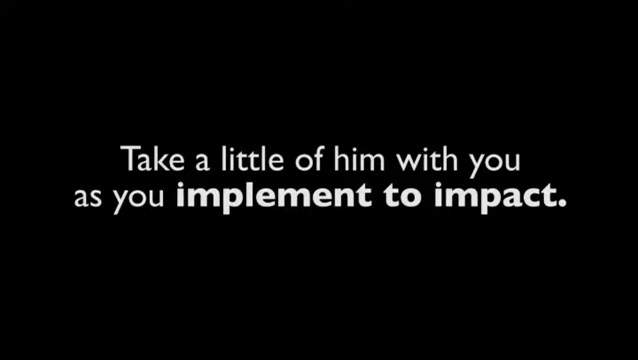 Take a little of him with you
as you implement to impact.